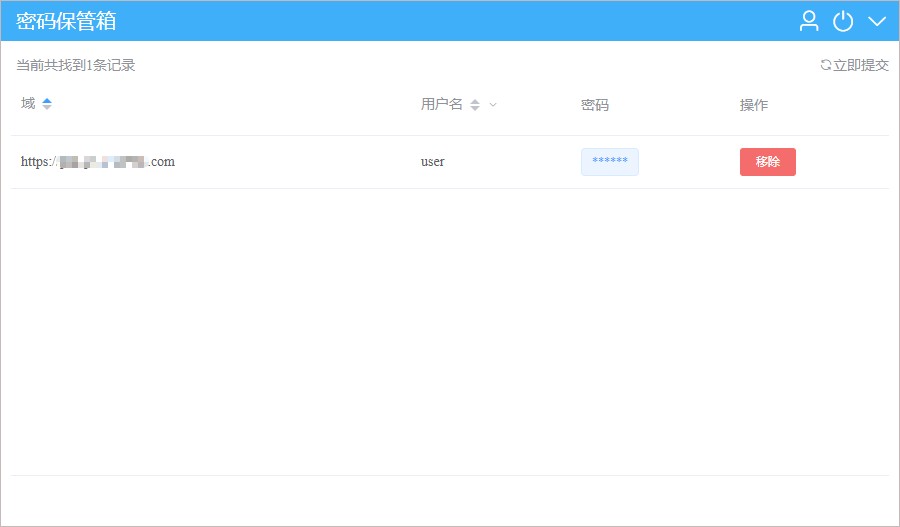 密码保管箱
当前共找到1条记录 立即提交
域 用户名 密码 操作
https:/ .com user ****** 移除